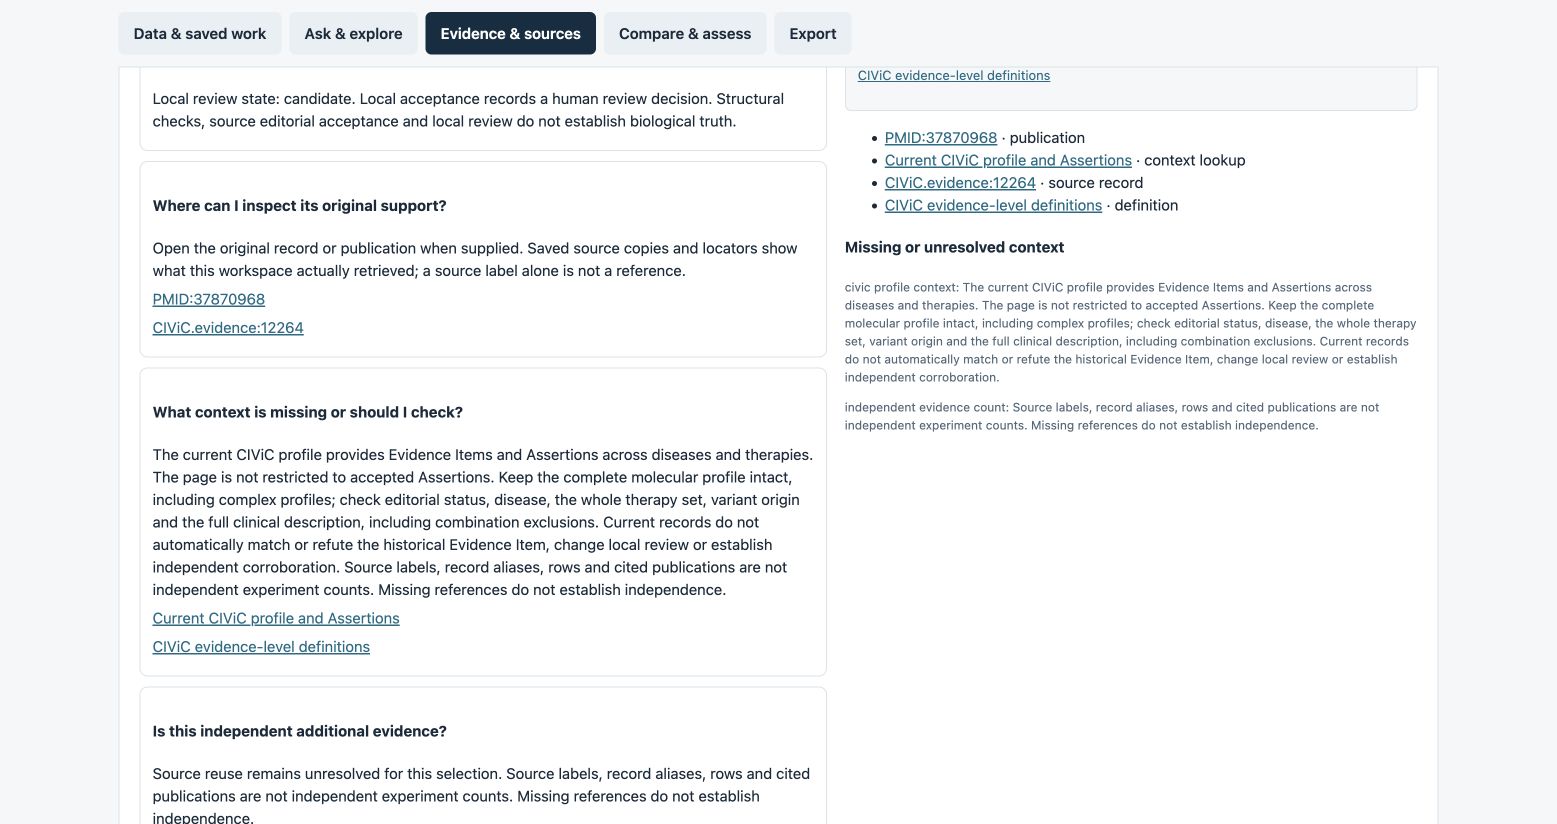 Data & saved work
Ask & explore
Evidence & sources
Compare & assess
Export
Local review state: candidate. Local acceptance records a human review decision. Structural
checks, source editorial acceptance and local review do not establish biological truth.
Where can I inspect its original support?
Open the original record or publication when supplied. Saved source copies and locators show
what this workspace actually retrieved; a source label alone is not a reference.
PMID:37870968
CIViC.evidence:12264
What context is missing or should I check?
The current CIViC profile provides Evidence Items and Assertions across diseases and therapies.
The page is not restricted to accepted Assertions. Keep the complete molecular profile intact,
including complex profiles; check editorial status, disease, the whole therapy set, variant origin
and the full clinical description, including combination exclusions. Current records do not
automatically match or refute the historical Evidence Item, change local review or establish
independent corroboration. Source labels, record aliases, rows and cited publications are not
independent experiment counts. Missing references do not establish independence.
Current CIViC profile and Assertions
CIViC evidence-level definitions
Is this independent additional evidence?
Source reuse remains unresolved for this selection. Source labels, record aliases, rows and cited
publications are not independent experiment counts. Missing references do not establish
independence.
CIViC evidence-level definitions
• PMID:37870968 · publication
• Current CIViC profile and Assertions · context lookup
• CIViC.evidence:12264 · source record
• CIViC evidence-level definitions · definition
Missing or unresolved context
civic profile context: The current CIViC profile provides Evidence Items and Assertions across
diseases and therapies. The page is not restricted to accepted Assertions. Keep the complete
molecular profile intact, including complex profiles; check editorial status, disease, the whole therapy
set, variant origin and the full clinical description, including combination exclusions. Current records
do not automatically match or refute the historical Evidence Item, change local review or establish
independent corroboration.
independent evidence count: Source labels, record aliases, rows and cited publications are not
independent experiment counts. Missing references do not establish independence.